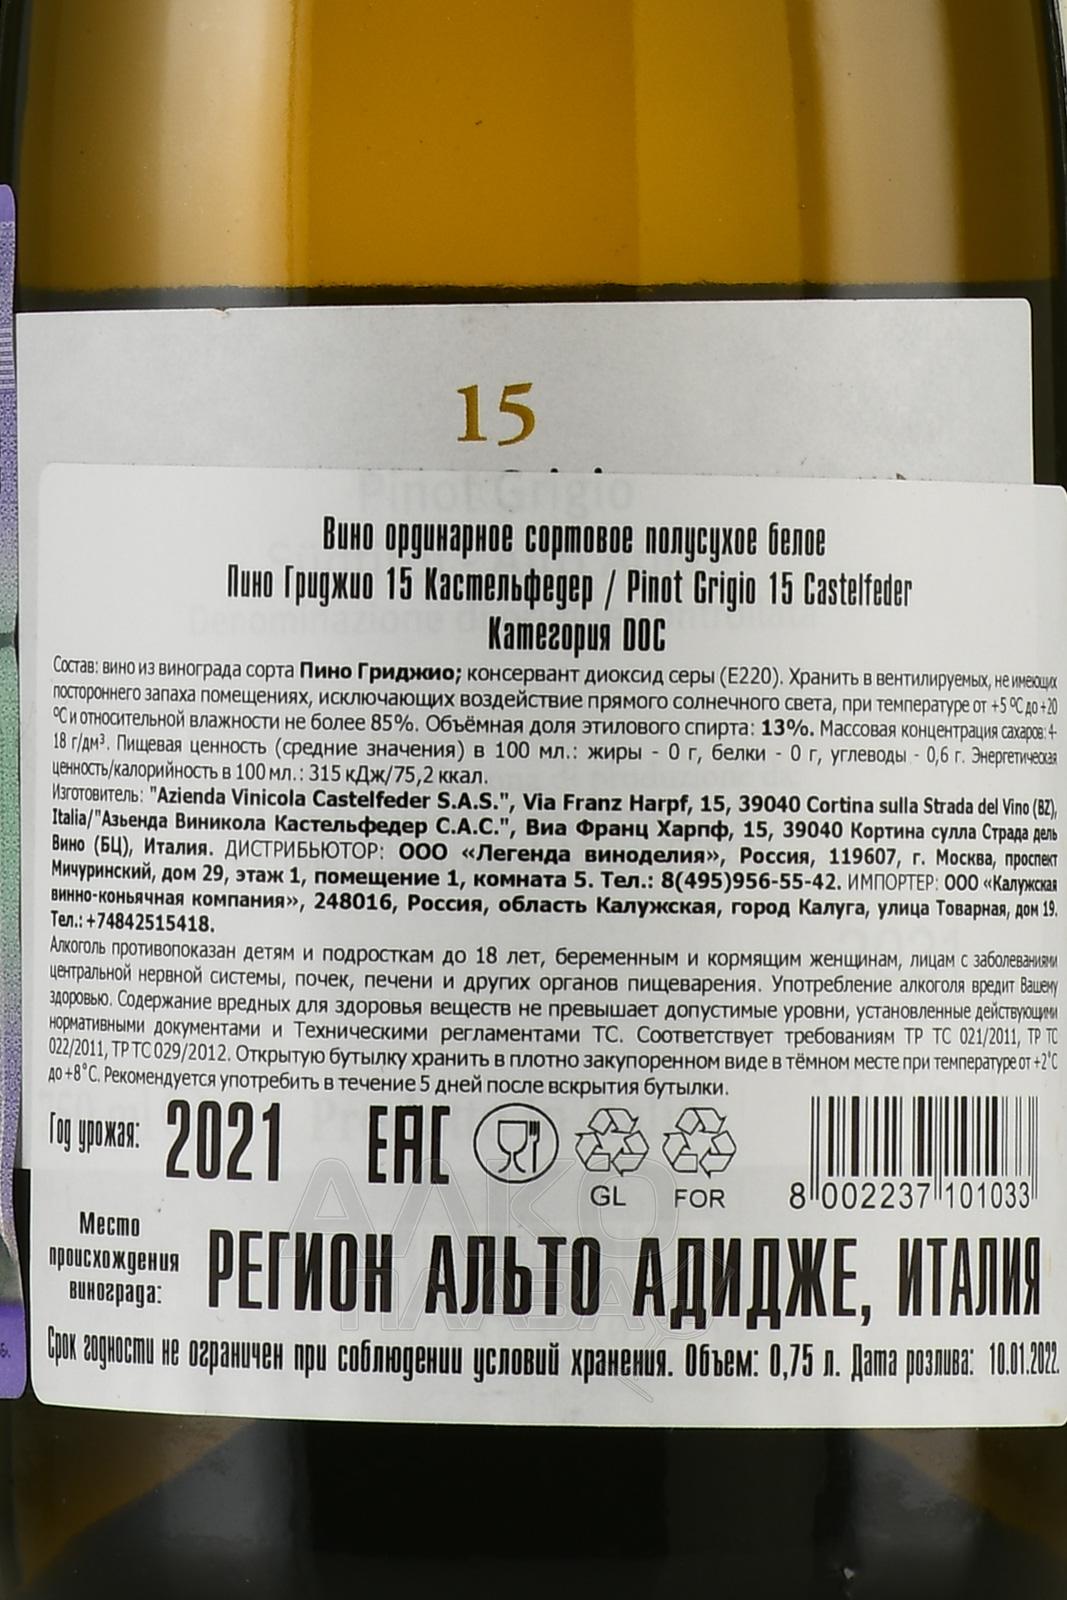 15
Pinot Grigio
Вино ординарное сортовое полусухое белое
Пино Гриджио 15 Кастельфедер / Pinot Grigio 15 Castelfeder
Категория DOC
Состав: вино из винограда сорта Пино Гриджио; консервант диоксид серы (Е220). Хранить в вентилируемых, не имеющих
постороннего запаха помещениях, исключающих воздействие прямого солнечного света, при температуре от +5 °С до +20
°С и относительной влажности не более 85%. Объёмная доля этилового спирта: 13%. Массовая концентрация сахаров: 4-
18 г/дм³. Пищевая ценность (средние значения) в 100 мл.: жиры - 0 г, белки - 0 г, углеводы - 0,6 г. Энергетическая
ценность/калорийность в 100 мл.: 315 кДж/75,2 ккал.
Изготовитель: "Azienda Vinicola Castelfeder S.A.S.", Via Franz Harpf, 15, 39040 Cortina sulla Strada del Vino (BZ),
Italia/"Азьенда Виникола Кастельфедер С.А.С.", Виа Франц Харпф, 15, 39040 Кортина сулла Страда дель
Вино (БЦ), Италия. ДИСТРИБЬЮТОР: ООО «Легенда виноделия», Россия, 119607, г. Москва, проспект
Мичуринский, дом 29, этаж 1, помещение 1, комната 5. Тел.: 8(495)956-55-42. ИМПОРТЕР: ООО «Калужская
винно-коньячная компания», 248016, Россия, область Калужская, город Калуга, улица Товарная, дом 19.
Тел.: +74842515418.
Алкоголь противопоказан детям и подросткам до 18 лет, беременным и кормящим женщинам, лицам с заболеваниями
центральной нервной системы, почек, печени и других органов пищеварения. Употребление алкоголя вредит Вашему
здоровью. Содержание вредных для здоровья веществ не превышает допустимые уровни, установленные действующими
нормативными документами и Техническими регламентами ТС. Соответствует требованиям ТР ТС 021/2011, ТР ТС
022/2011, ТР ТС 029/2012. Открытую бутылку хранить в плотно закупоренном виде в тёмном месте при температуре от +2°С
до +8°С. Рекомендуется употребить в течение 5 дней после вскрытия бутылки.
Год урожая: 2021 EAC
GL FOR
8 002237 101033
Место
происхождения
винограда:
РЕГИОН АЛЬТО АДИДЖЕ, ИТАЛИЯ
Срок годности не ограничен при соблюдении условий хранения. Объем: 0,75 л. Дата розлива: 10.01.2022.
АЛКО
ПЛАВА